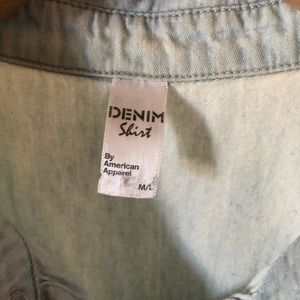 DENIM
Shirt
By
American
Apparel
M/L